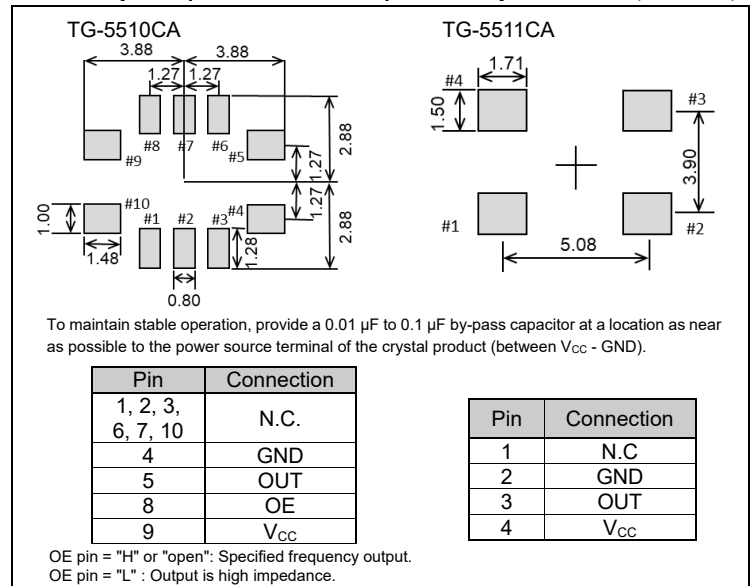 TG-5510CA
3.88 3.88
1.27 1.27
#8 #7 #6
#5
#9
1.27
2.88
#10
#1 #2 #3
#4
1.27
2.88
1.00
1.48
1.28
0.80
TG-5511CA
1.71
#4
1.50
#3
3.90
#1
#2
5.08
To maintain stable operation, provide a 0.01 µF to 0.1 µF by-pass capacitor at a location as near
as possible to the power source terminal of the crystal product (between VCC - GND).
Pin Connection
1, 2, 3,
6, 7, 10
N.C.
4 GND
5 OUT
8 OE
9 VCC
Pin Connection
1 N.C
2 GND
3 OUT
4 VCC
OE pin = "H" or "open": Specified frequency output.
OE pin = "L" : Output is high impedance.